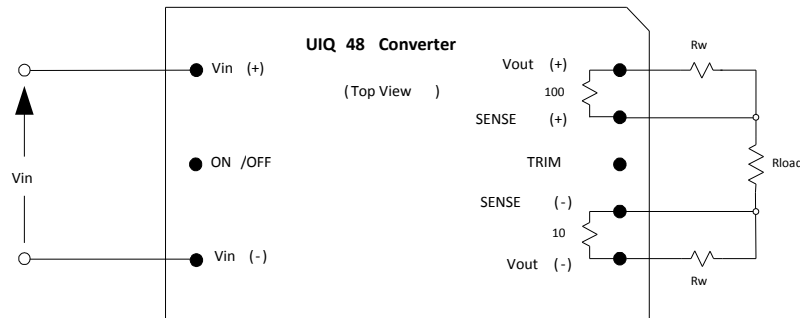 UIQ 48 Converter
(Top View )
Vin (+)
Vout (+)
Rw
100
SENSE (+)
ON /OFF
TRIM
Rload
Vin
SENSE (-)
10
Vin (-)
Vout (-)
Rw